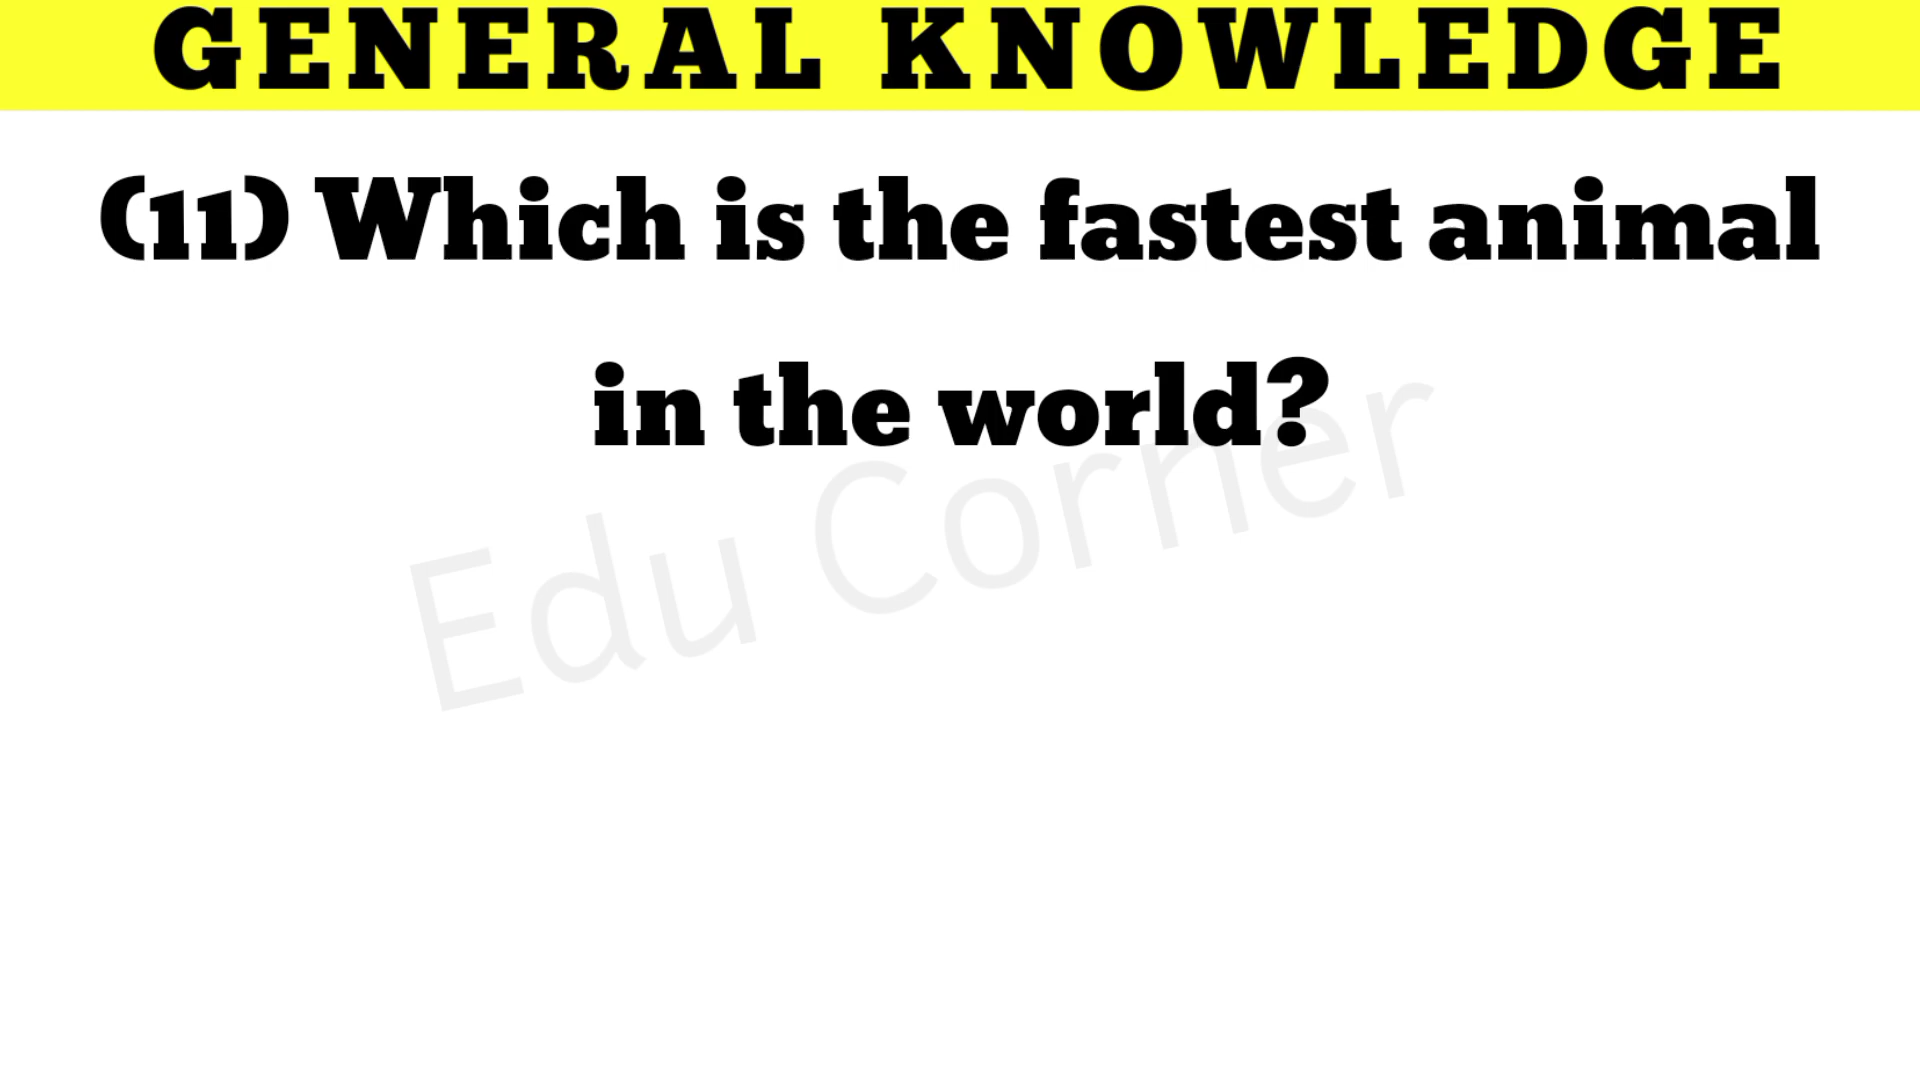 GENERAL KNOWLEDGE
(11) Which is the fastest animal
in the world?
Edu Corner